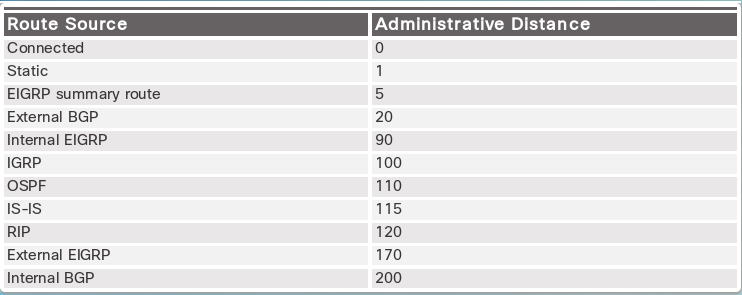 Route Source Administrative Distance
Connected 0
Static 1
EIGRP summary route 5
External BGP 20
Internal EIGRP 90
IGRP 100
OSPF 110
IS-IS 115
RIP 120
External EIGRP 170
Internal BGP 200